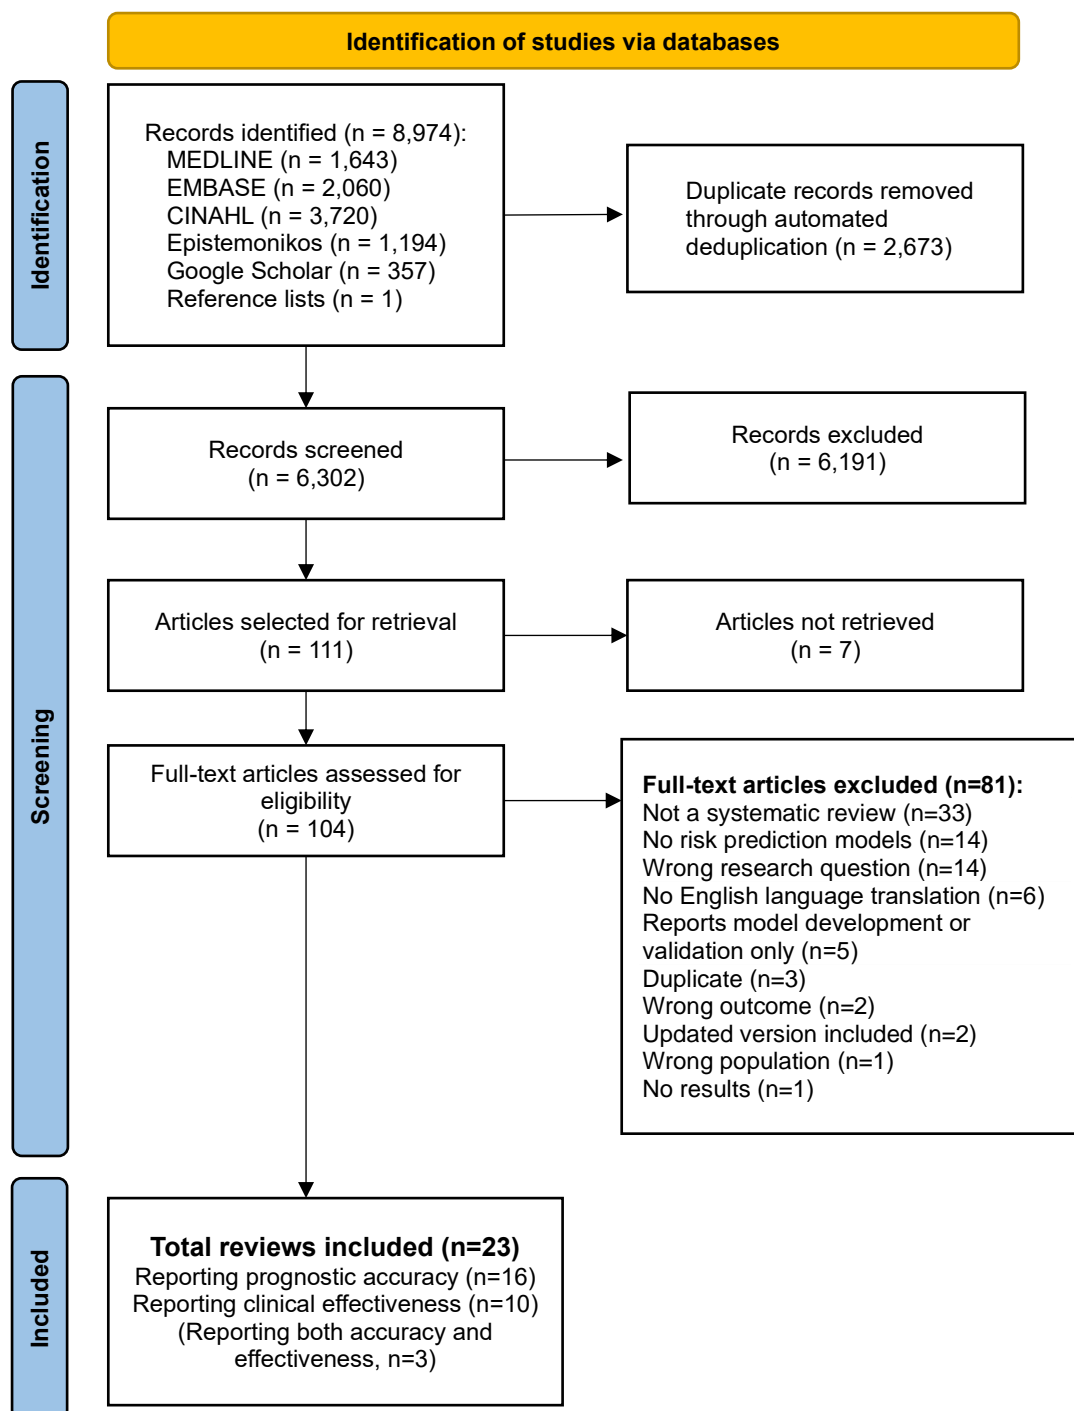 Identification of studies via databases
Identification
Records identified (n = 8,974):
MEDLINE (n = 1,643)
EMBASE (n = 2,060)
CINAHL (n = 3,720)
Epistemonikos (n = 1,194)
Google Scholar (n = 357)
Reference lists (n = 1)
Duplicate records removed
through automated
deduplication (n = 2,673)
Screening
Records screened
(n = 6,302)
Records excluded
(n = 6,191)
Articles selected for retrieval
(n = 111)
Articles not retrieved
(n = 7)
Full-text articles assessed for
eligibility
(n = 104)
Full-text articles excluded (n=81):
Not a systematic review (n=33)
No risk prediction models (n=14)
Wrong research question (n=14)
No English language translation (n=6)
Reports model development or
validation only (n=5)
Duplicate (n=3)
Wrong outcome (n=2)
Updated version included (n=2)
Wrong population (n=1)
No results (n=1)
Included
Total reviews included (n=23)
Reporting prognostic accuracy (n=16)
Reporting clinical effectiveness (n=10)
(Reporting both accuracy and
effectiveness, n=3)